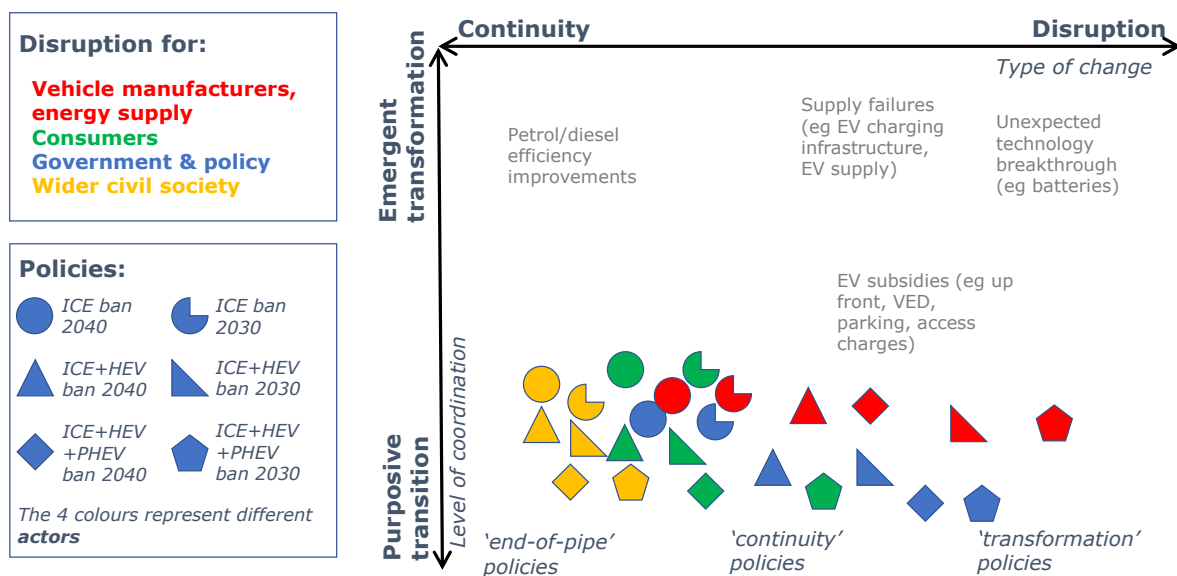 Disruption for:
Vehicle manufacturers,
energy supply
Consumers
Government & policy
Wider civil society
Policies:
ICE ban
2040
ICE ban
2030
ICE+HEV
ban 2040
ICE+HEV
ban 2030
ICE+HEV
+PHEV
ban 2040
ICE+HEV
+PHEV
ban 2030
The 4 colours represent different
actors
Continuity
Disruption
Type of change
Emergent
transformation
Purposive
transition
Level of coordination
Petrol/diesel
efficiency
improvements
Supply failures
(eg EV charging
infrastructure,
EV supply)
Unexpected
technology
breakthrough
(eg batteries)
EV subsidies (eg up
front, VED,
parking, access
charges)
‘end-of-pipe’
policies
‘continuity’
policies
‘transformation’
policies